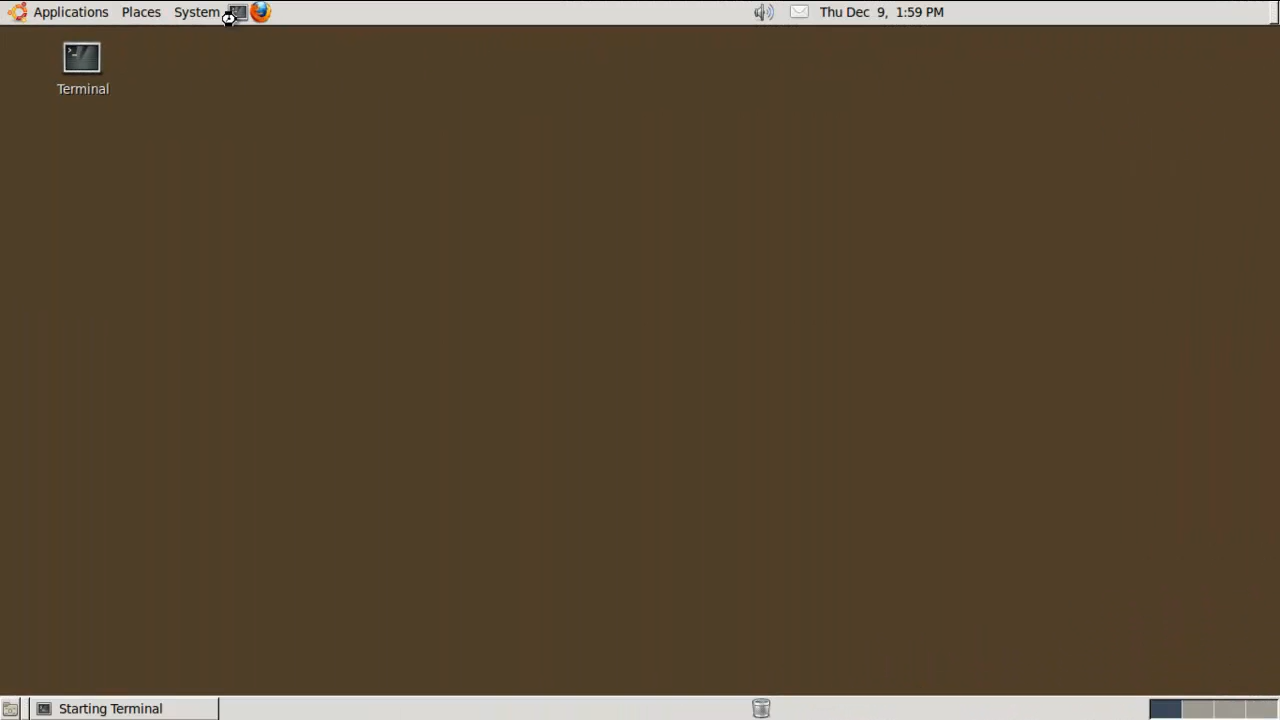 Applications Places System Thu Dec 9, 1:59 PM
Terminal
Starting Terminal